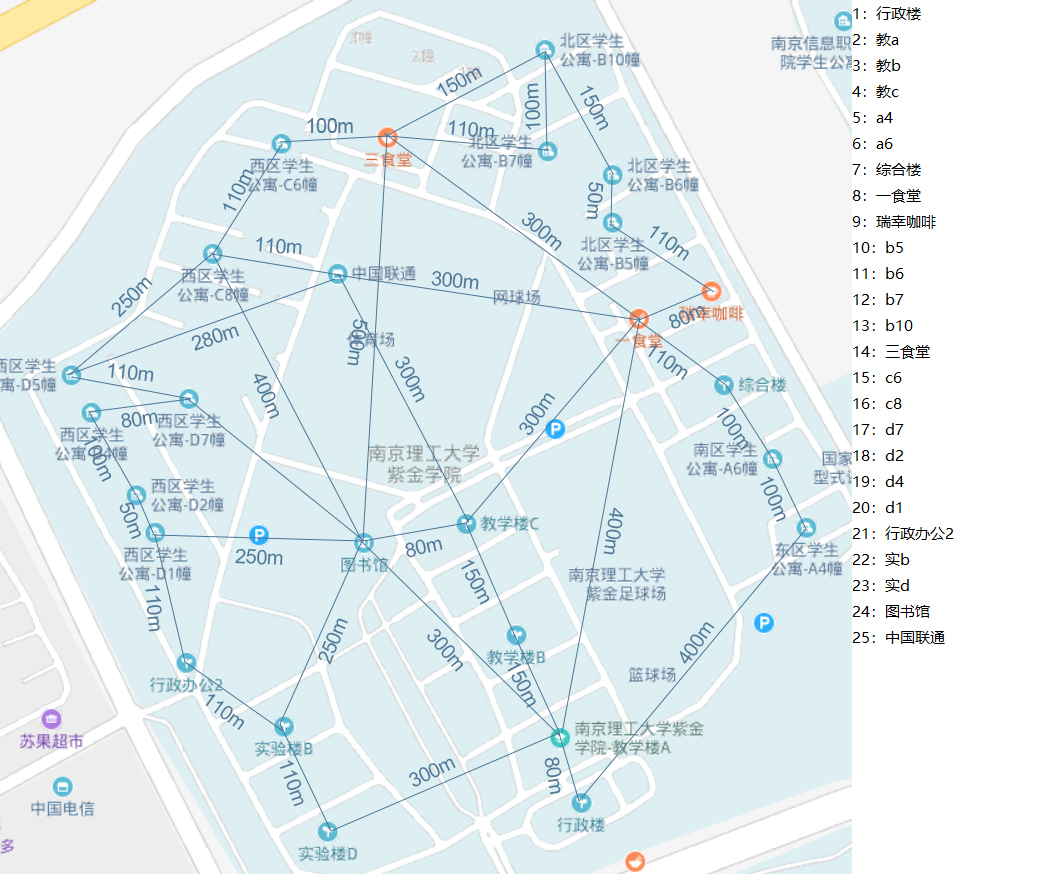 3幢
2幢
北区学生
公寓-B10幢
南京信息职
院学生公寓
150m
100m
150m
100m
110m
三食堂
北区学生
公寓-B7幢
西区学生
公寓-C6幢
北区学生
公寓-B6幢
110m
50m
300m
110m
北区学生
公寓-B5幢
110m
西区学生
公寓-C8幢
中国联通
300m
网球场
250m
瑞幸咖啡
80m
一食堂
280m
体育场
500m
110m
西区学生
寓-D5幢
110m
300m
400m
综合楼
80m
西区学生
公寓-D7幢
西区学生
公寓-D4幢
100m
300m
100m
南京理工大学
紫金学院
南区学生
公寓-A6幢
国家
型式
100m
西区学生
公寓-D2幢
50m
教学楼C
400m
西区学生
公寓-D1幢
250m
80m
图书馆
东区学生
公寓-A4幢
南京理工大学
紫金足球场
150m
110m
250m
300m
教学楼B
400m
篮球场
行政办公2
150m
110m
苏果超市
实验楼B
南京理工大学紫金
学院-教学楼A
300m
80m
110m
中国电信
行政楼
多
实验楼D
P
P
P
1：行政楼
2：教a
3：教b
4：教c
5：a4
6：a6
7：综合楼
8：一食堂
9：瑞幸咖啡
10：b5
11：b6
12：b7
13：b10
14：三食堂
15：c6
16：c8
17：d7
18：d2
19：d4
20：d1
21：行政办公2
22：实b
23：实d
24：图书馆
25：中国联通